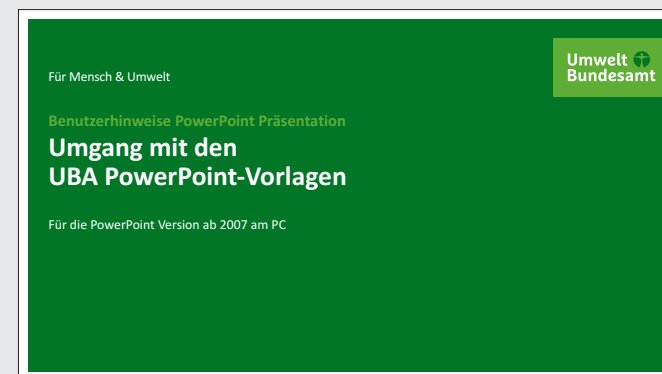 Für Mensch & Umwelt
Umwelt
Bundesamt
Benutzerhinweise PowerPoint Präsentation
Umgang mit den
UBA PowerPoint-Vorlagen
Für die PowerPoint Version ab 2007 am PC